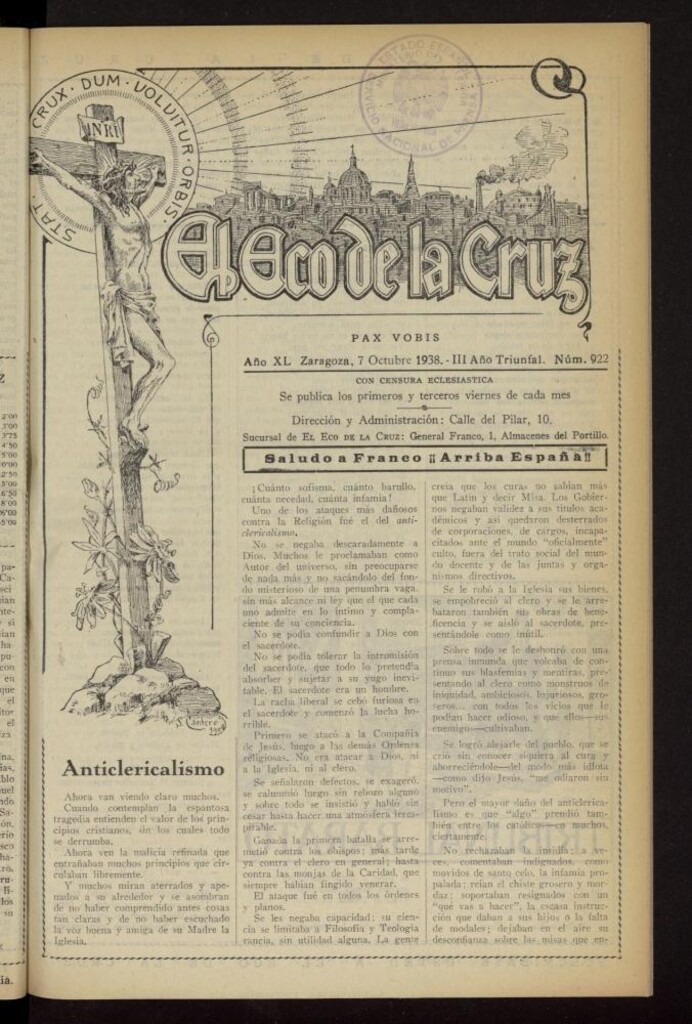 STAT · CRUX · DUM · VOLVITUR · ORBIS
INRI
El Eco de la Cruz
PAX VOBIS
Año XL Zaragoza, 7 Octubre 1938. - III Año Triunfal. Núm. 922
CON CENSURA ECLESIASTICA
Se publica los primeros y terceros viernes de cada mes
Dirección y Administración: Calle del Pilar, 10.
Sucursal de EL ECO DE LA CRUZ: General Franco, 1, Almacenes del Portillo.
Saludo a Franco ¡¡Arriba España!!
Anticlericalismo
Ahora van viendo claro muchos.
Cuando contemplan la espantosa
tragedia entienden el valor de los prin-
cipios cristianos, sin los cuales todo
se derrumba.
Ahora ven la malicia refinada que
entrañaban muchos principios que cir-
culaban libremente.
Y muchos miran aterrados y ape-
nados a su alrededor y se asombran
de no haber comprendido antes cosas
tan claras y de no haber escuchado
la voz buena y amiga de su Madre la
Iglesia.
¡Cuánto sofisma, cuánto barullo,
cuánta necedad, cuánta infamia!
Uno de los ataques más dañosos
contra la Religión fué el del anti-
clericalismo.
No se negaba descaradamente a
Dios. Muchos le proclamaban como
Autor del universo, sin preocuparse
de nada más y no sacándolo del fon-
do misterioso de una penumbra vaga,
sin más alcance ni ley que el que cada
uno admite en lo íntimo y compla-
ciente de su conciencia.
No se podía confundir a Dios con
el sacerdote.
No se podía tolerar la intromisión
del sacerdote, que todo lo pretendía
absorber y sujetar a su yugo inevi-
table. El sacerdote era un hombre.
La racha liberal se cebó furiosa en
el sacerdote y comenzó la lucha ho-
rrible.
Primero se atacó a la Compañía
de Jesús, luego a las demás Ordenes
religiosas. No era atacar a Dios, ni
a la Iglesia, ni al clero.
Se señalaron defectos, se exageró,
se calumnió luego sin rebozo alguno
y sobre todo se insistió y habló sin
cesar hasta hacer una atmósfera irres-
pirable.
Ganada la primera batalla se arre-
metió contra los obispos; más tarde
ya contra el clero en general; hasta
contra las monjas de la Caridad, que
siempre habían fingido venerar.
El ataque fué en todos los órdenes
y planos.
Se les negaba capacidad; su cien-
cia se limitaba a Filosofía y Teología
rancia, sin utilidad alguna. La gente
creía que los curas no sabían más
que Latín y decir Misa. Los Gobier-
nos negaban validez a sus títulos aca-
démicos y así quedaron desterrados
de corporaciones, de cargos, incapa-
citados ante el mundo "oficialmente"
culto, fuera del trato social del mun-
do docente y de las juntas y orga-
nismos directivos.
Se le robó a la Iglesia sus bienes,
se empobreció al clero y se le arre-
bataron también sus obras de bene-
ficencia y se aisló al sacerdote, pre-
sentándole como inútil.
Sobre todo se le deshonró con una
prensa inmunda que volcaba de con-
tinuo sus blasfemias y mentiras, pre-
sentando al clero como monstruos de
iniquidad, ambiciosos, lujuriosos, gro-
seros... con todos los vicios que le
podían hacer odioso, y que ellos—sus
enemigos—cultivaban.
Se logró alejarle del pueblo, que se
crió sin conocer siquiera al cura y
aborreciéndole—del modo más idiota
—como dijo Jesús, "me odiaron sin
motivo".
Pero el mayor daño del anticlerica-
lismo es que "algo" prendió también
entre los católicos—a muchos,
ciertamente.
No rechazaban la insidia; a ve-
ces, comentaban indignados, como
movidos de santo celo, la infamia pro-
palada; reían el chiste grosero y mor-
daz; soportaban resignados con un
"qué vas a hacer", la escasa instruc-
ción que daban a sus hijos o la falta
de modales; dejaban en el aire su
desconfianza sobre las misas que en-